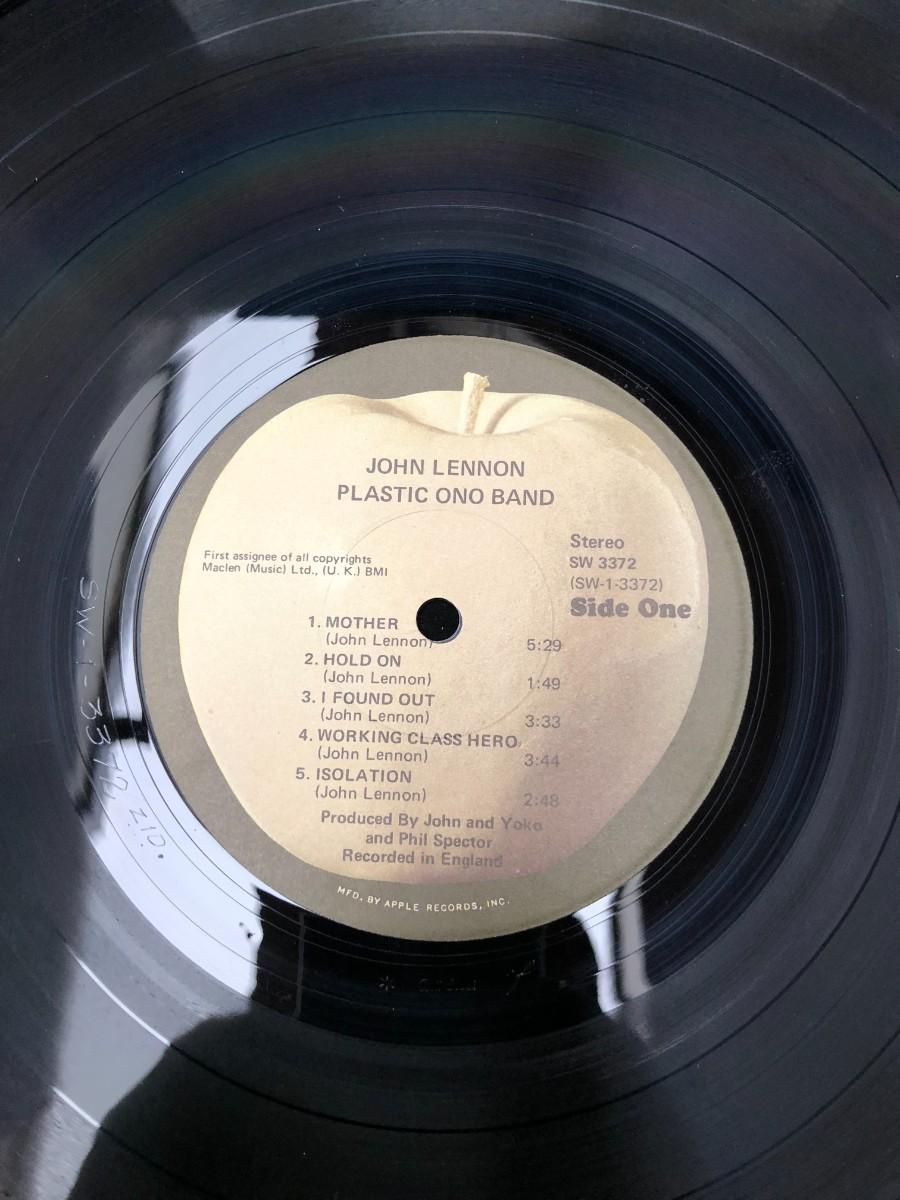 JOHN LENNON
PLASTIC ONO BAND
First assignee of all copyrights
Maclen (Music) Ltd., (U. K.) BMI
Stereo
SW 3372
(SW-1-3372)
Side One
1. MOTHER
(John Lennon) 5:29
2. HOLD ON
(John Lennon) 1:49
3. I FOUND OUT
(John Lennon) 3:33
4. WORKING CLASS HERO
(John Lennon) 3:44
5. ISOLATION
(John Lennon) 2:48
Produced By John and Yoko
and Phil Spector
Recorded in England
MFD. BY APPLE RECORDS, INC.
SW-1-3372